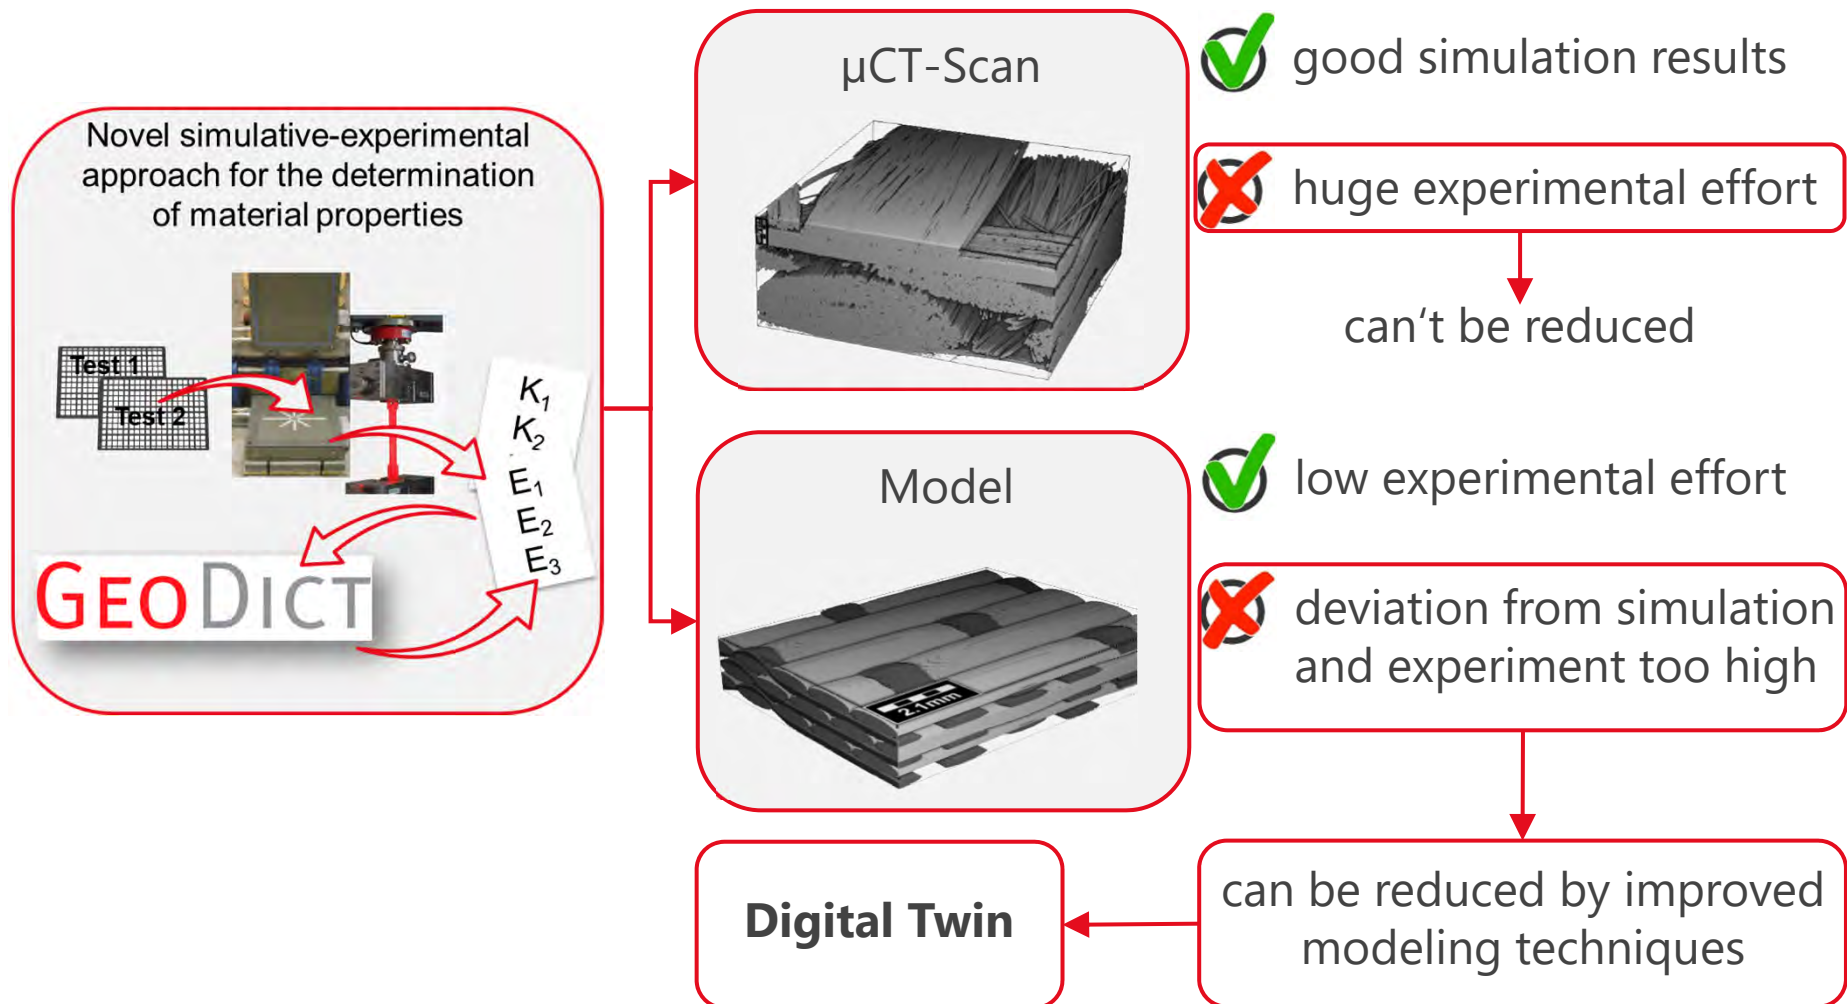 Novel simulative-experimental
approach for the determination
of material properties
Test 1
Test 2
K1
K2
E1
E2
E3
GEODICT
µCT-Scan
good simulation results
huge experimental effort
can‘t be reduced
Model
2.1mm
low experimental effort
deviation from simulation
and experiment too high
can be reduced by improved
modeling techniques
Digital Twin